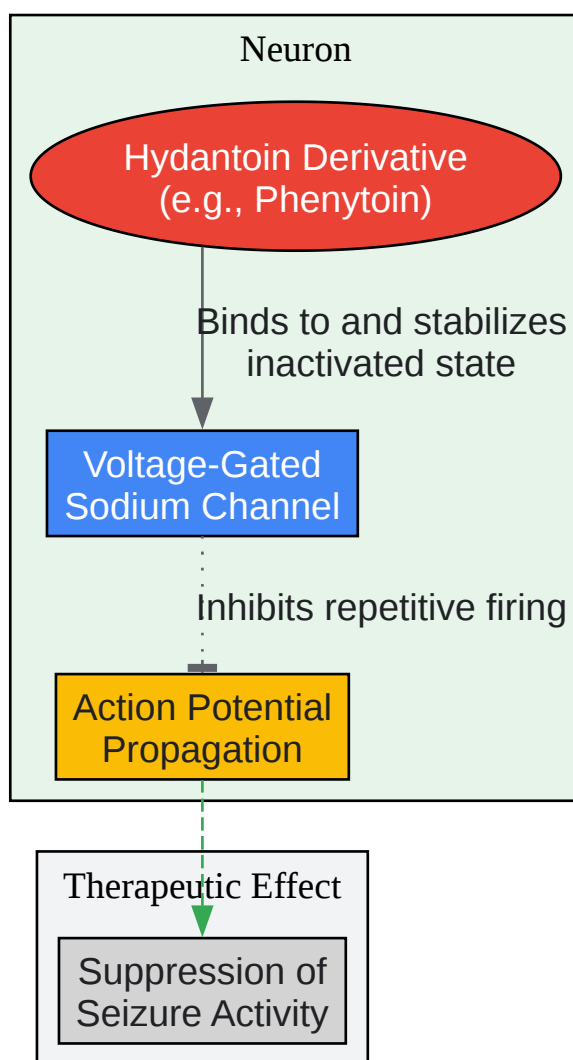 Neuron
Hydantoin Derivative
(e.g., Phenytoin)
Binds to and stabilizes
inactivated state
Voltage-Gated
Sodium Channel
Inhibits repetitive firing
Action Potential
Propagation
Therapeutic Effect
Suppression of
Seizure Activity